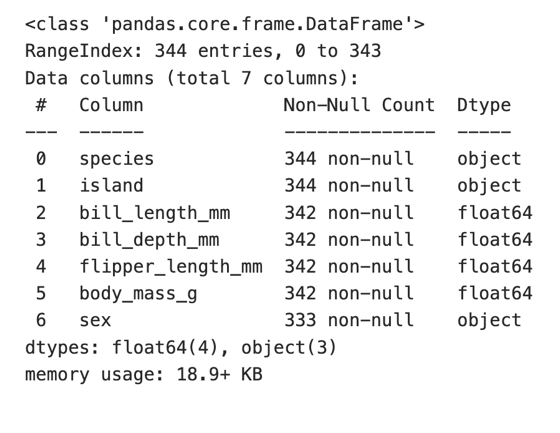 <class 'pandas.core.frame.DataFrame'>
RangeIndex: 344 entries, 0 to 343
Data columns (total 7 columns):
 #   Column             Non-Null Count  Dtype
---  ------             --------------  -----
 0   species            344 non-null    object
 1   island             344 non-null    object
 2   bill_length_mm     342 non-null    float64
 3   bill_depth_mm      342 non-null    float64
 4   flipper_length_mm  342 non-null    float64
 5   body_mass_g        342 non-null    float64
 6   sex                333 non-null    object
dtypes: float64(4), object(3)
memory usage: 18.9+ KB